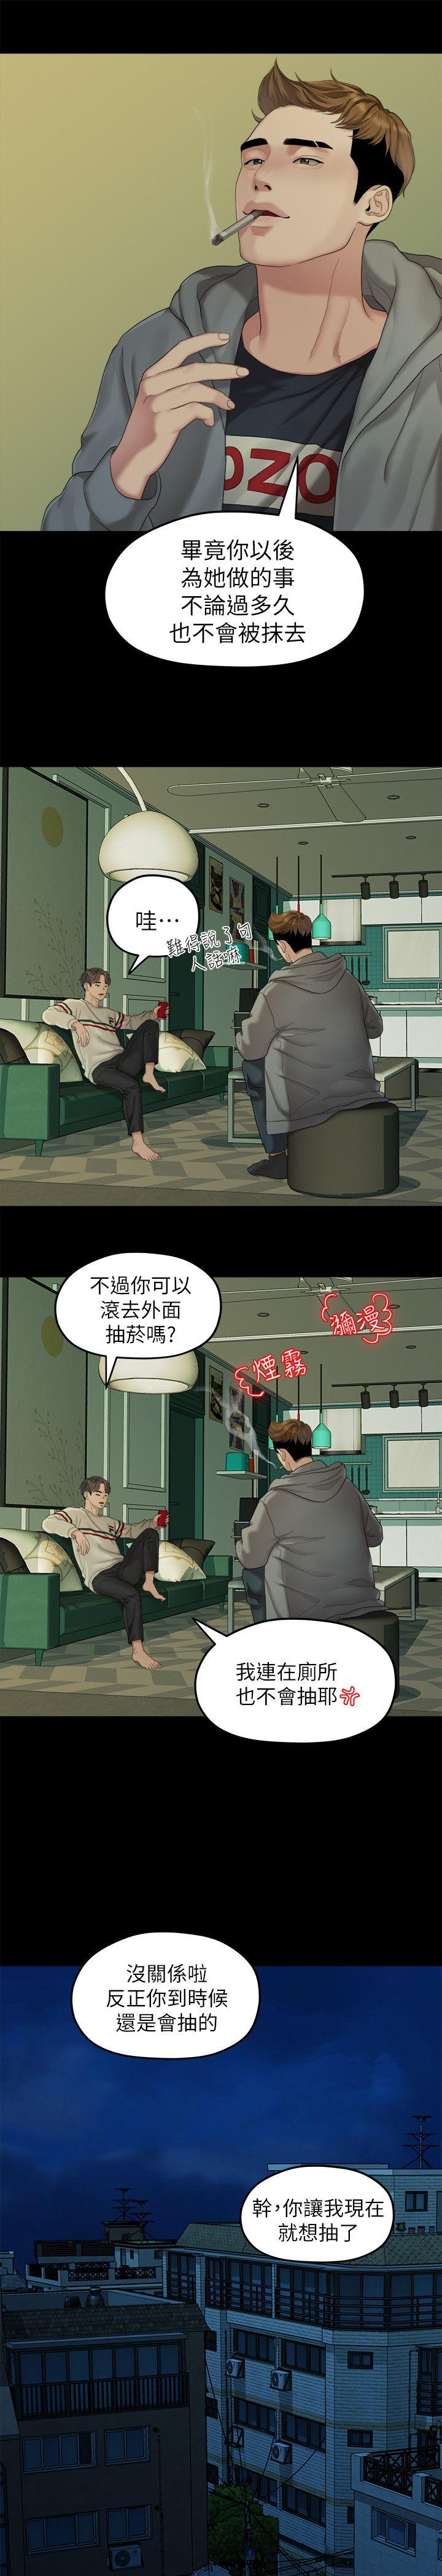 OZO
畢竟你以後
為她做的事
不論過多久
也不會被抹去
哇…
難得說了句
人話嘛
不過你可以
滾去外面
抽菸嗎?
瀰漫
煙霧
我連在廁所
也不會抽耶
沒關係啦
反正你到時候
還是會抽的
幹,你讓我現在
就想抽了